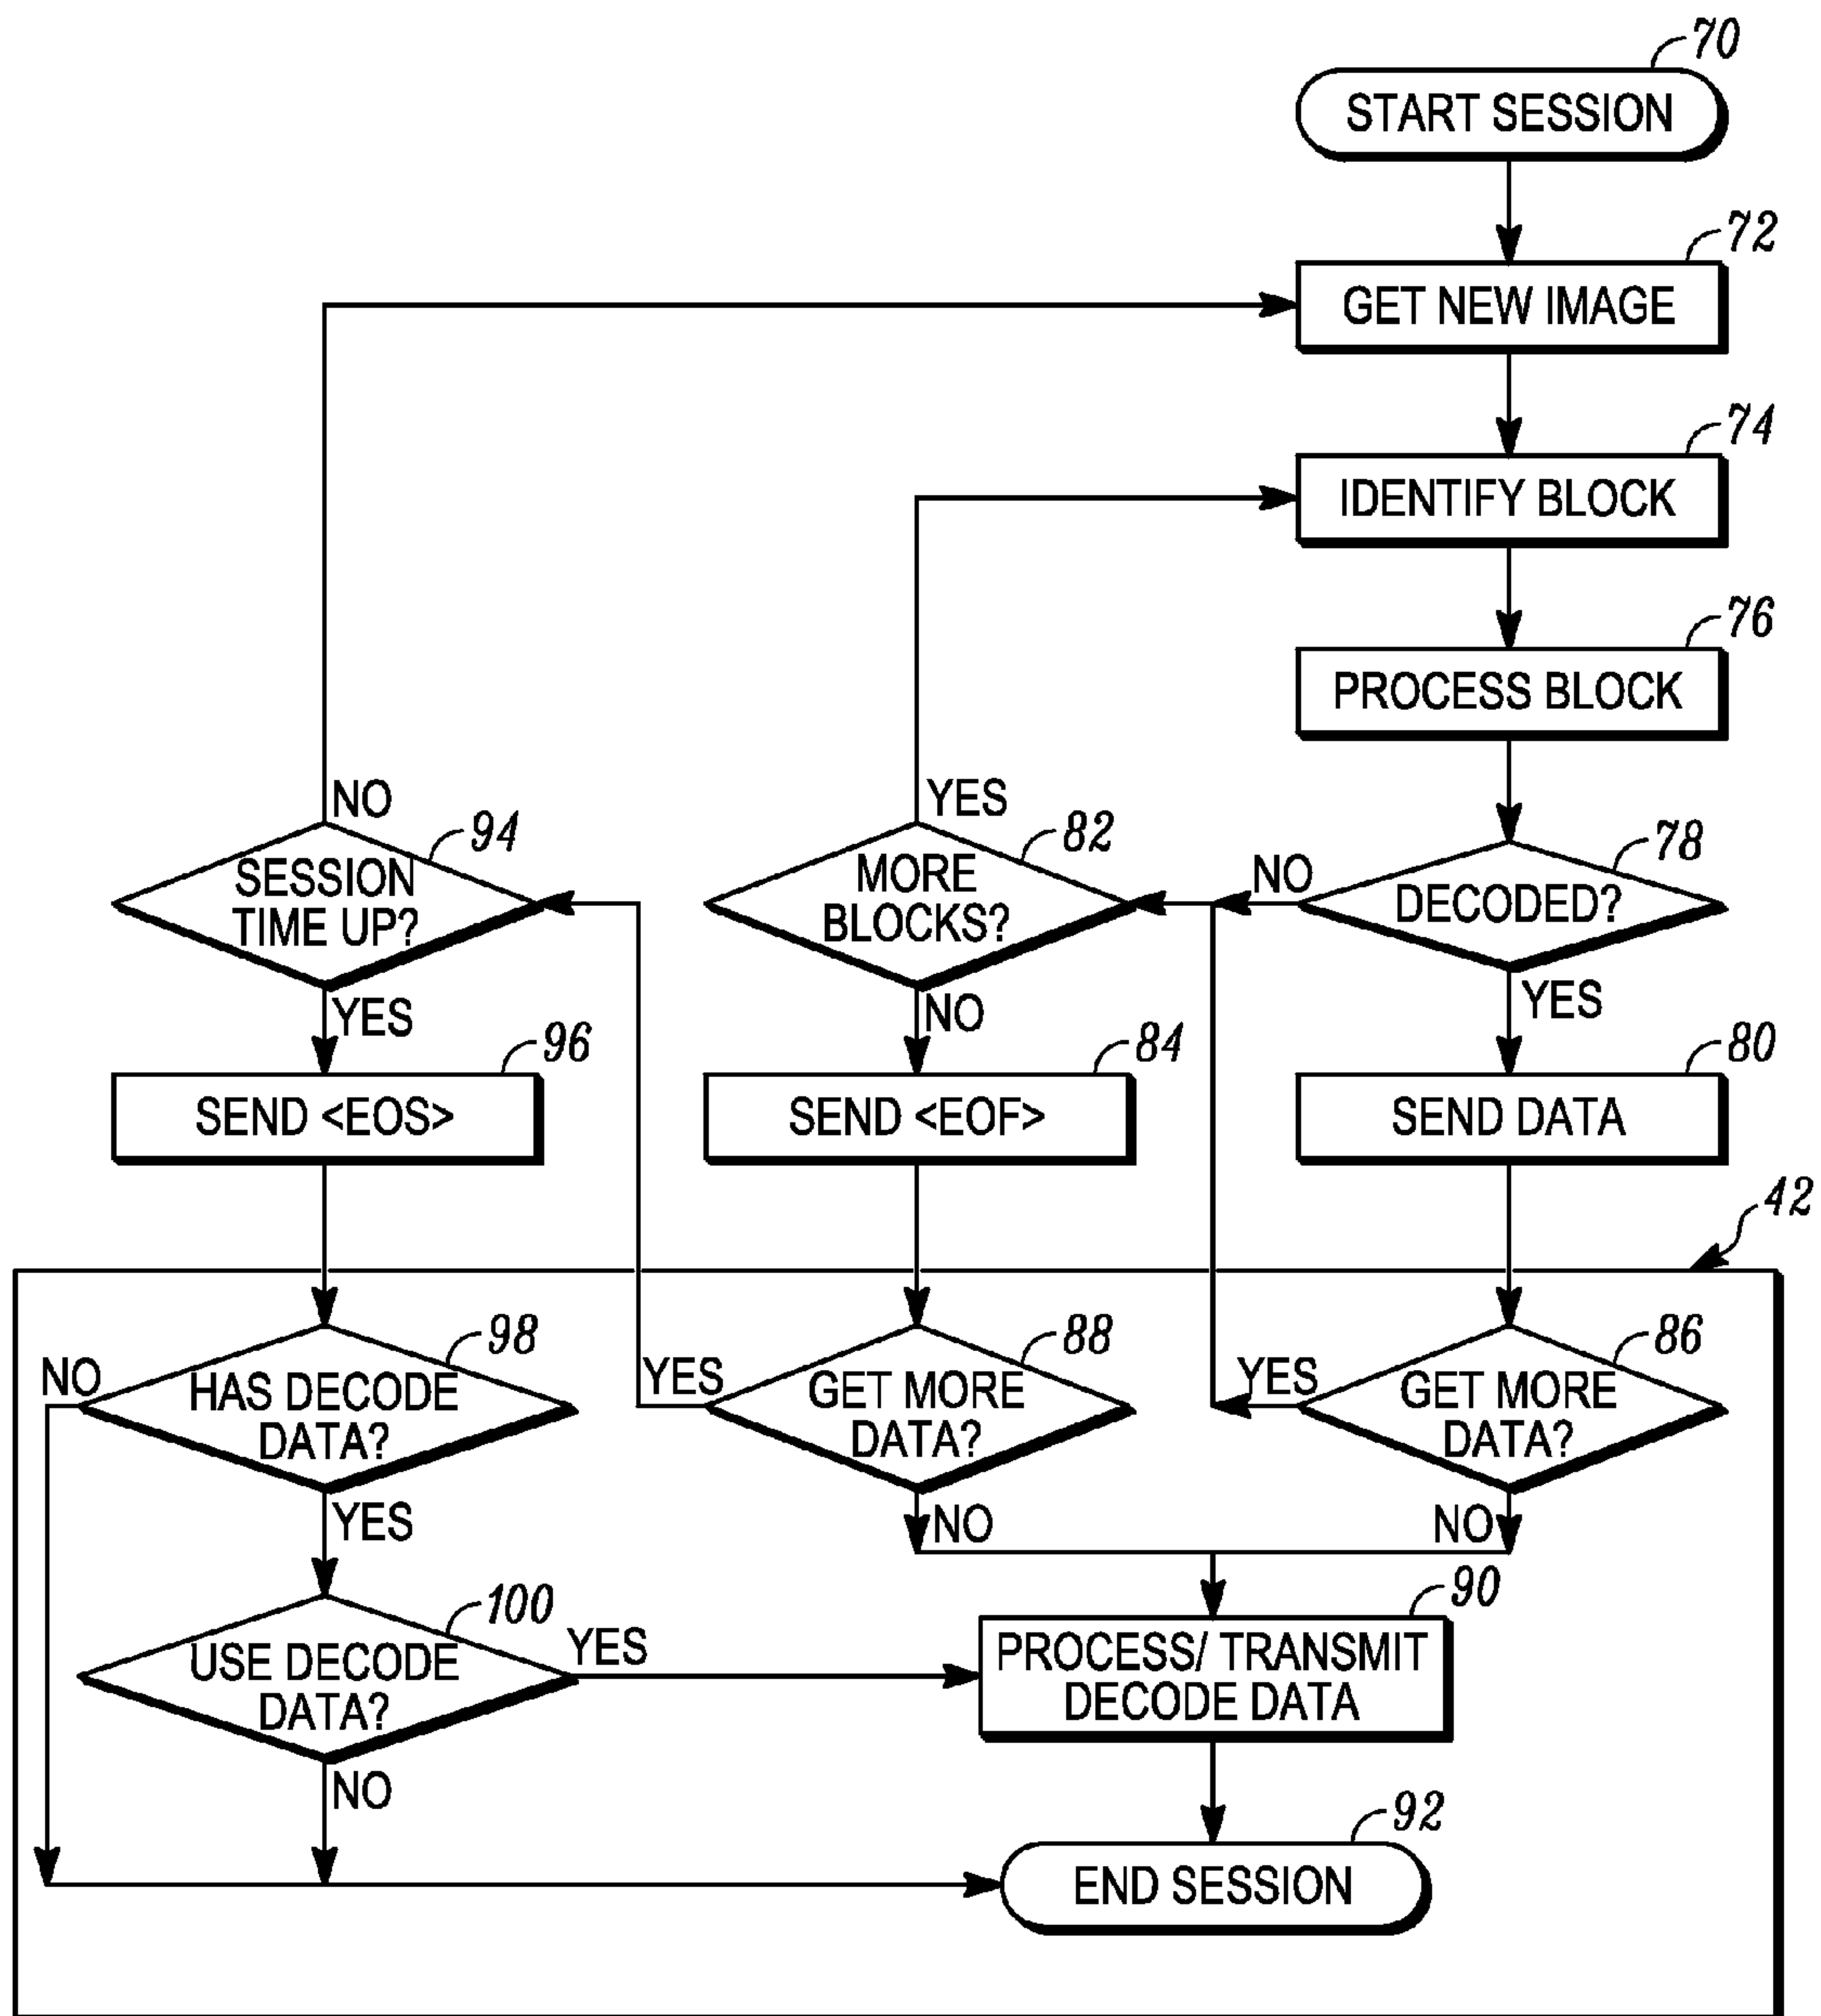 70
START SESSION
72
GET NEW IMAGE
74
IDENTIFY BLOCK
76
PROCESS BLOCK
NO
YES
94
82
78
SESSION
TIME UP?
MORE
BLOCKS?
NO
DECODED?
YES
NO
YES
96
84
80
SEND <EOS>
SEND <EOF>
SEND DATA
42
98
88
86
NO
HAS DECODE
DATA?
YES
GET MORE
DATA?
YES
GET MORE
DATA?
YES
NO
NO
100
90
USE DECODE
DATA?
YES
PROCESS/ TRANSMIT
DECODE DATA
NO
92
END SESSION